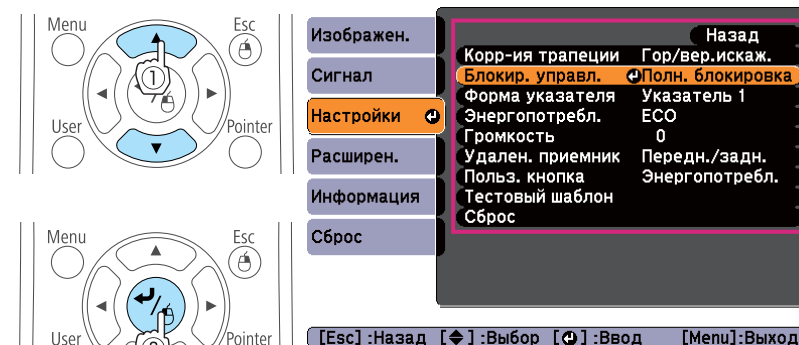 Menu
Esc
1
User
Pointer
Menu
Esc
User
Pointer
Изображен.
Сигнал
Настройки
Расширен.
Информация
Сброс
Назад
Корр-ия трапеции Гор/вер.искаж.
Блокир. управл. Полн. блокировка
Форма указателя Указатель 1
Энергопотребл. ECO
Громкость 0
Удален. приемник Передн./задн.
Польз. кнопка Энергопотребл.
Тестовый шаблон
Сброс
[Esc] :Назад [ ] :Выбор [ ] :Ввод [Menu]:Выход